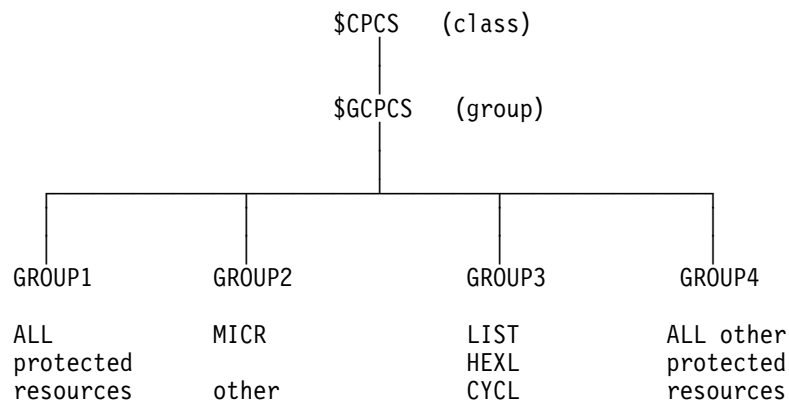 $CPCS (class)
$GCPCS (group)
GROUP1 GROUP2 GROUP3 GROUP4
ALL MICR LIST ALL other
protected HEXL protected
resources other CYCL resources